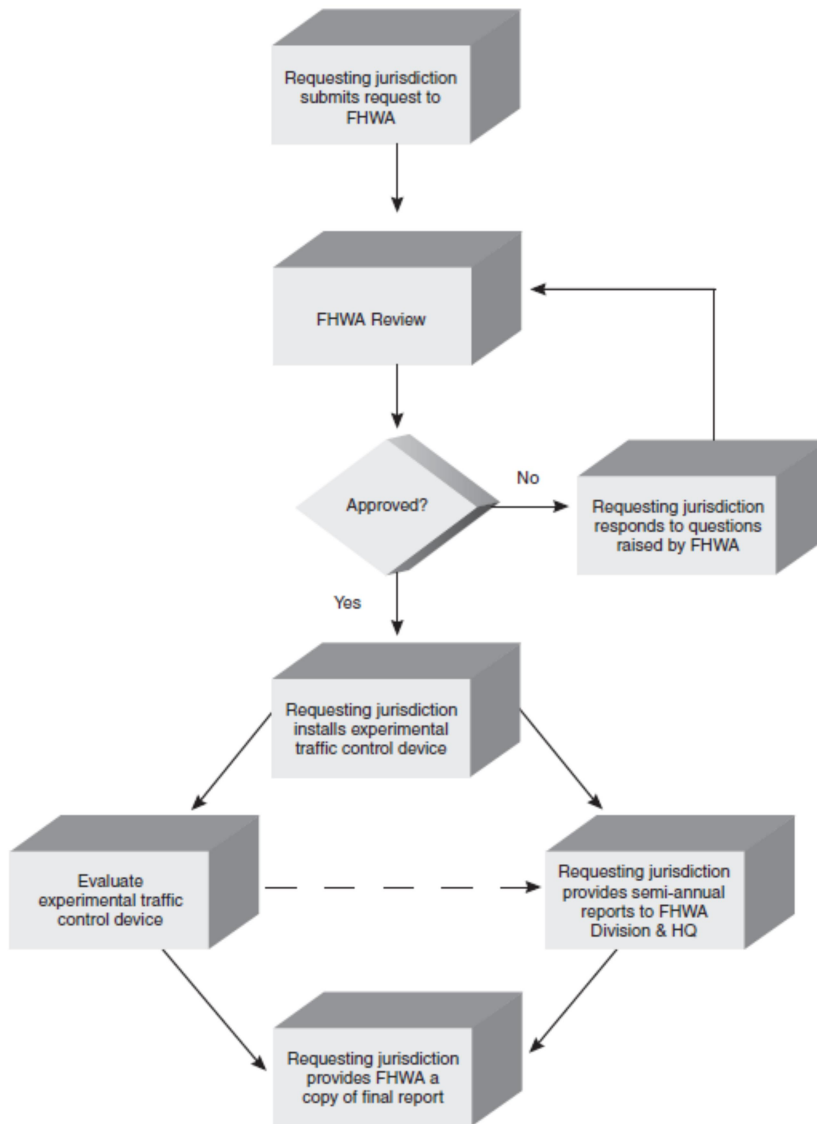 Requesting jurisdiction
submits request to
FHWA
FHWA Review
Approved?
No
Requesting jurisdiction
responds to questions
raised by FHWA
Yes
Requesting jurisdiction
installs experimental
traffic control device
Evaluate
experimental traffic
control device
Requesting jurisdiction
provides semi-annual
reports to FHWA
Division & HQ
Requesting jurisdiction
provides FHWA a
copy of final report